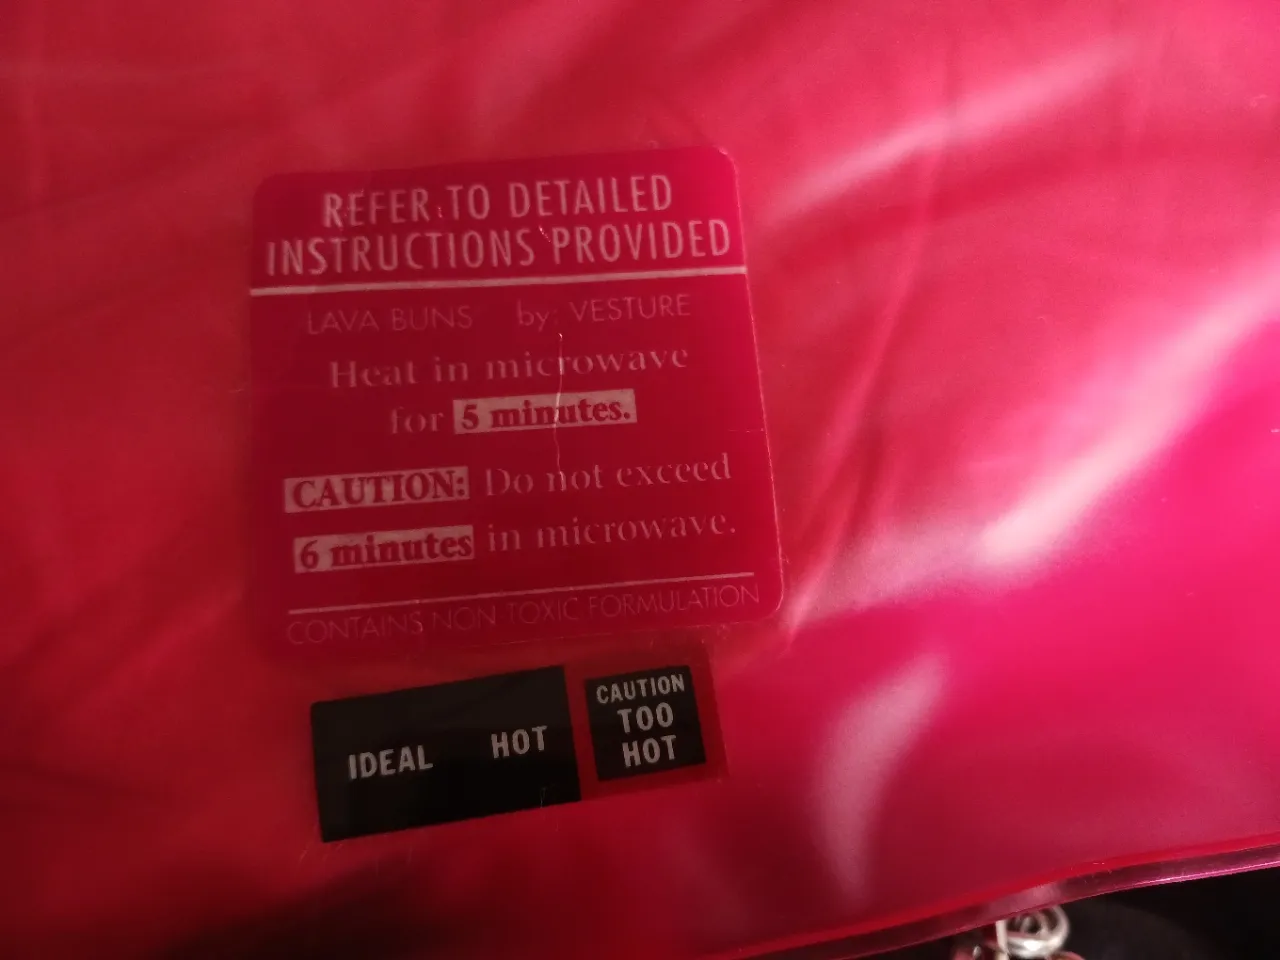 REFER TO DETAILED
INSTRUCTIONS PROVIDED
LAVA BUNS by: VESTURE
Heat in microwave
for 5 minutes.
CAUTION: Do not exceed
6 minutes in microwave.
CONTAINS NON-TOXIC FORMULATION
IDEAL HOT
CAUTION
TOO
HOT